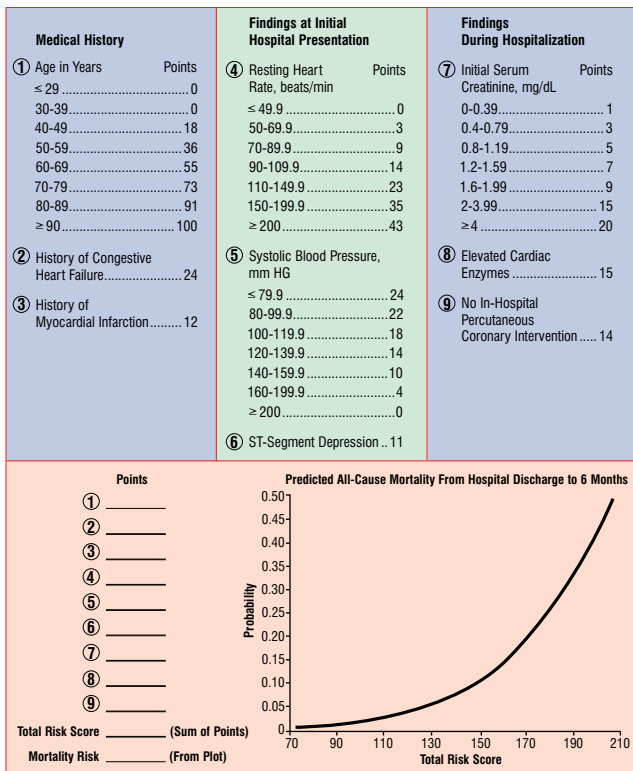 Medical History
① Age in Years Points
≤ 29 ..............................0
30-39..............................0
40-49............................18
50-59............................36
60-69............................55
70-79............................73
80-89............................91
≥ 90............................100
② History of Congestive
Heart Failure....................24
③ History of
Myocardial Infarction......... 12
Findings at Initial
Hospital Presentation
④ Resting Heart Points
Rate, beats/min
≤ 49.9 .............................0
50-69.9............................3
70-89.9............................9
90-109.9........................14
110-149.9......................23
150-199.9......................35
≥ 200.............................43
⑤ Systolic Blood Pressure,
mm HG
≤ 79.9 ...........................24
80-99.9..........................22
100-119.9......................18
120-139.9......................14
140-159.9......................10
160-199.9........................4
≥ 200...............................0
⑥ ST-Segment Depression .. 11
Findings
During Hospitalization
⑦ Initial Serum Points
Creatinine, mg/dL
0-0.39..............................1
0.4-0.79...........................3
0.8-1.19...........................5
1.2-1.59...........................7
1.6-1.99...........................9
2-3.99............................15
≥ 4 ................................20
⑧ Elevated Cardiac
Enzymes ..................... 15
⑨ No In-Hospital
Percutaneous
Coronary Intervention ..... 14
Points
① ________
② ________
③ ________
④ ________
⑤ ________
⑥ ________
⑦ ________
⑧ ________
⑨ ________
Total Risk Score ________ (Sum of Points)
Mortality Risk ________ (From Plot)
Predicted All-Cause Mortality From Hospital Discharge to 6 Months
Probability
0.50
0.45
0.40
0.35
0.30
0.25
0.20
0.15
0.10
0.05
0
70 90 110 130 150 170 190 210
Total Risk Score